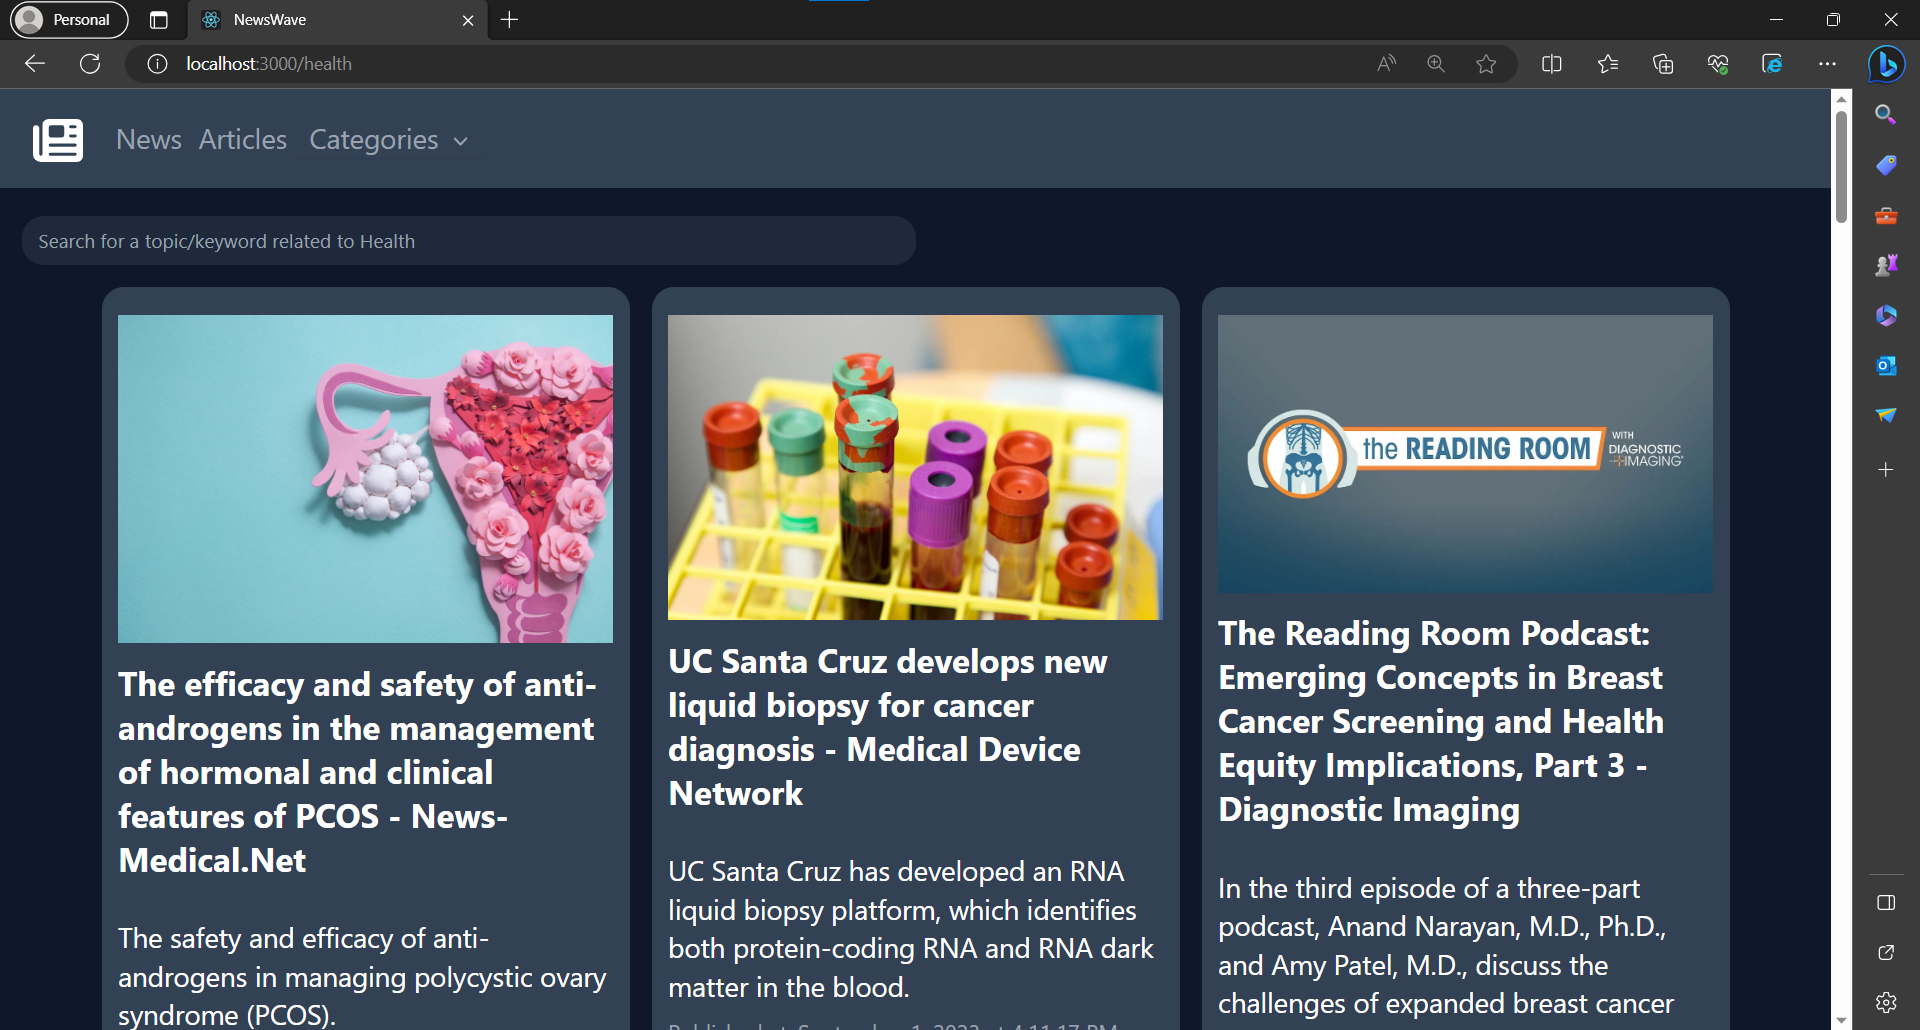 Personal
NewsWave
localhost:3000/health
News Articles Categories
Search for a topic/keyword related to Health
the READING ROOM
WITH
DIAGNOSTIC
IMAGING
The efficacy and safety of anti-
androgens in the management
of hormonal and clinical
features of PCOS - News-
Medical.Net
The safety and efficacy of anti-
androgens in managing polycystic ovary
syndrome (PCOS).
UC Santa Cruz develops new
liquid biopsy for cancer
diagnosis - Medical Device
Network
UC Santa Cruz has developed an RNA
liquid biopsy platform, which identifies
both protein-coding RNA and RNA dark
matter in the blood.
The Reading Room Podcast:
Emerging Concepts in Breast
Cancer Screening and Health
Equity Implications, Part 3 -
Diagnostic Imaging
In the third episode of a three-part
podcast, Anand Narayan, M.D., Ph.D.,
and Amy Patel, M.D., discuss the
challenges of expanded breast cancer